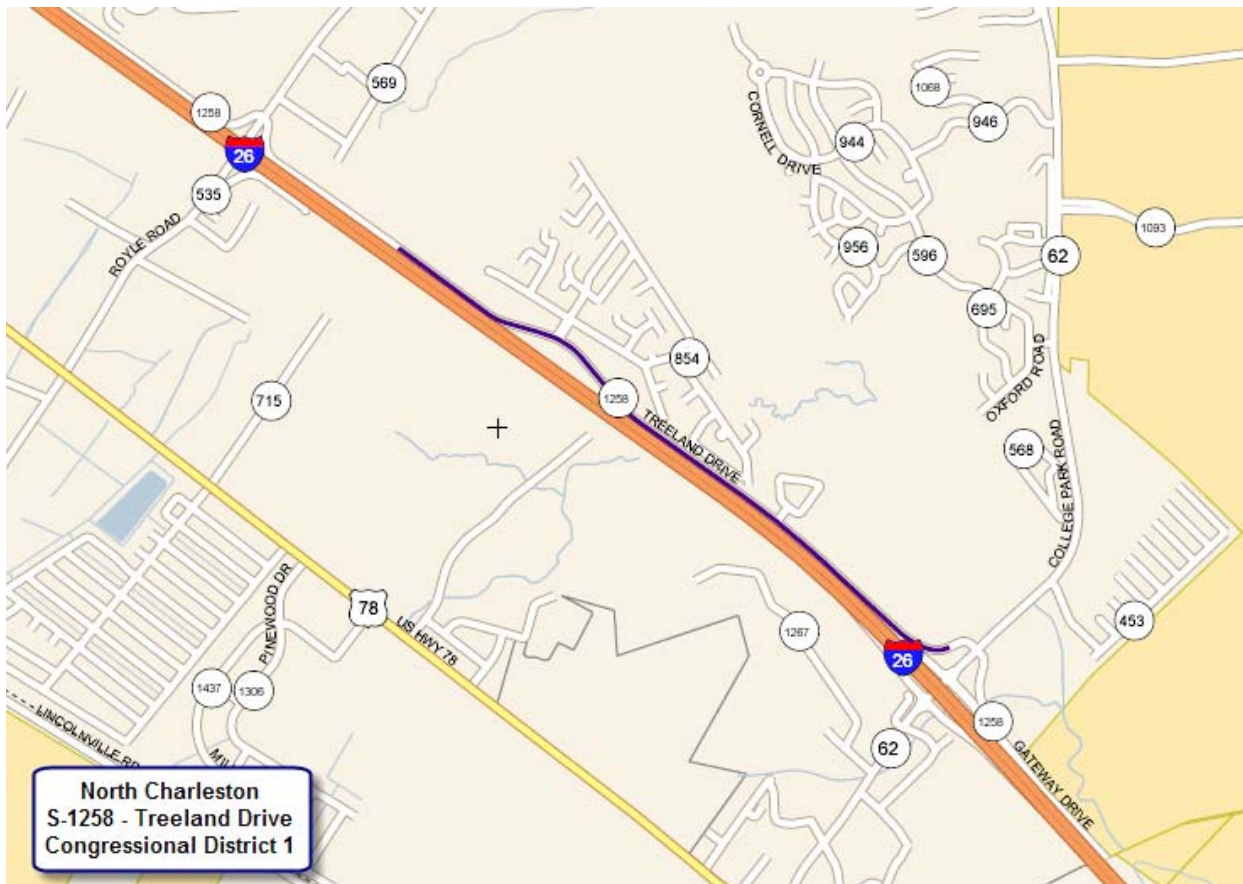 569
1258
26
535
ROYLE ROAD
1068
946
944
CORNELL DRIVE
956
596
62
1093
695
OXFORD ROAD
854
1258
TREELAND DRIVE
715
568
COLLEGE PARK ROAD
78
US HWY 78
PINEWOOD DR
1437
1306
453
1267
26
62
1258
GATEWAY DRIVE
LINCOLNVILLE RD
North Charleston
S-1258 - Treeland Drive
Congressional District 1